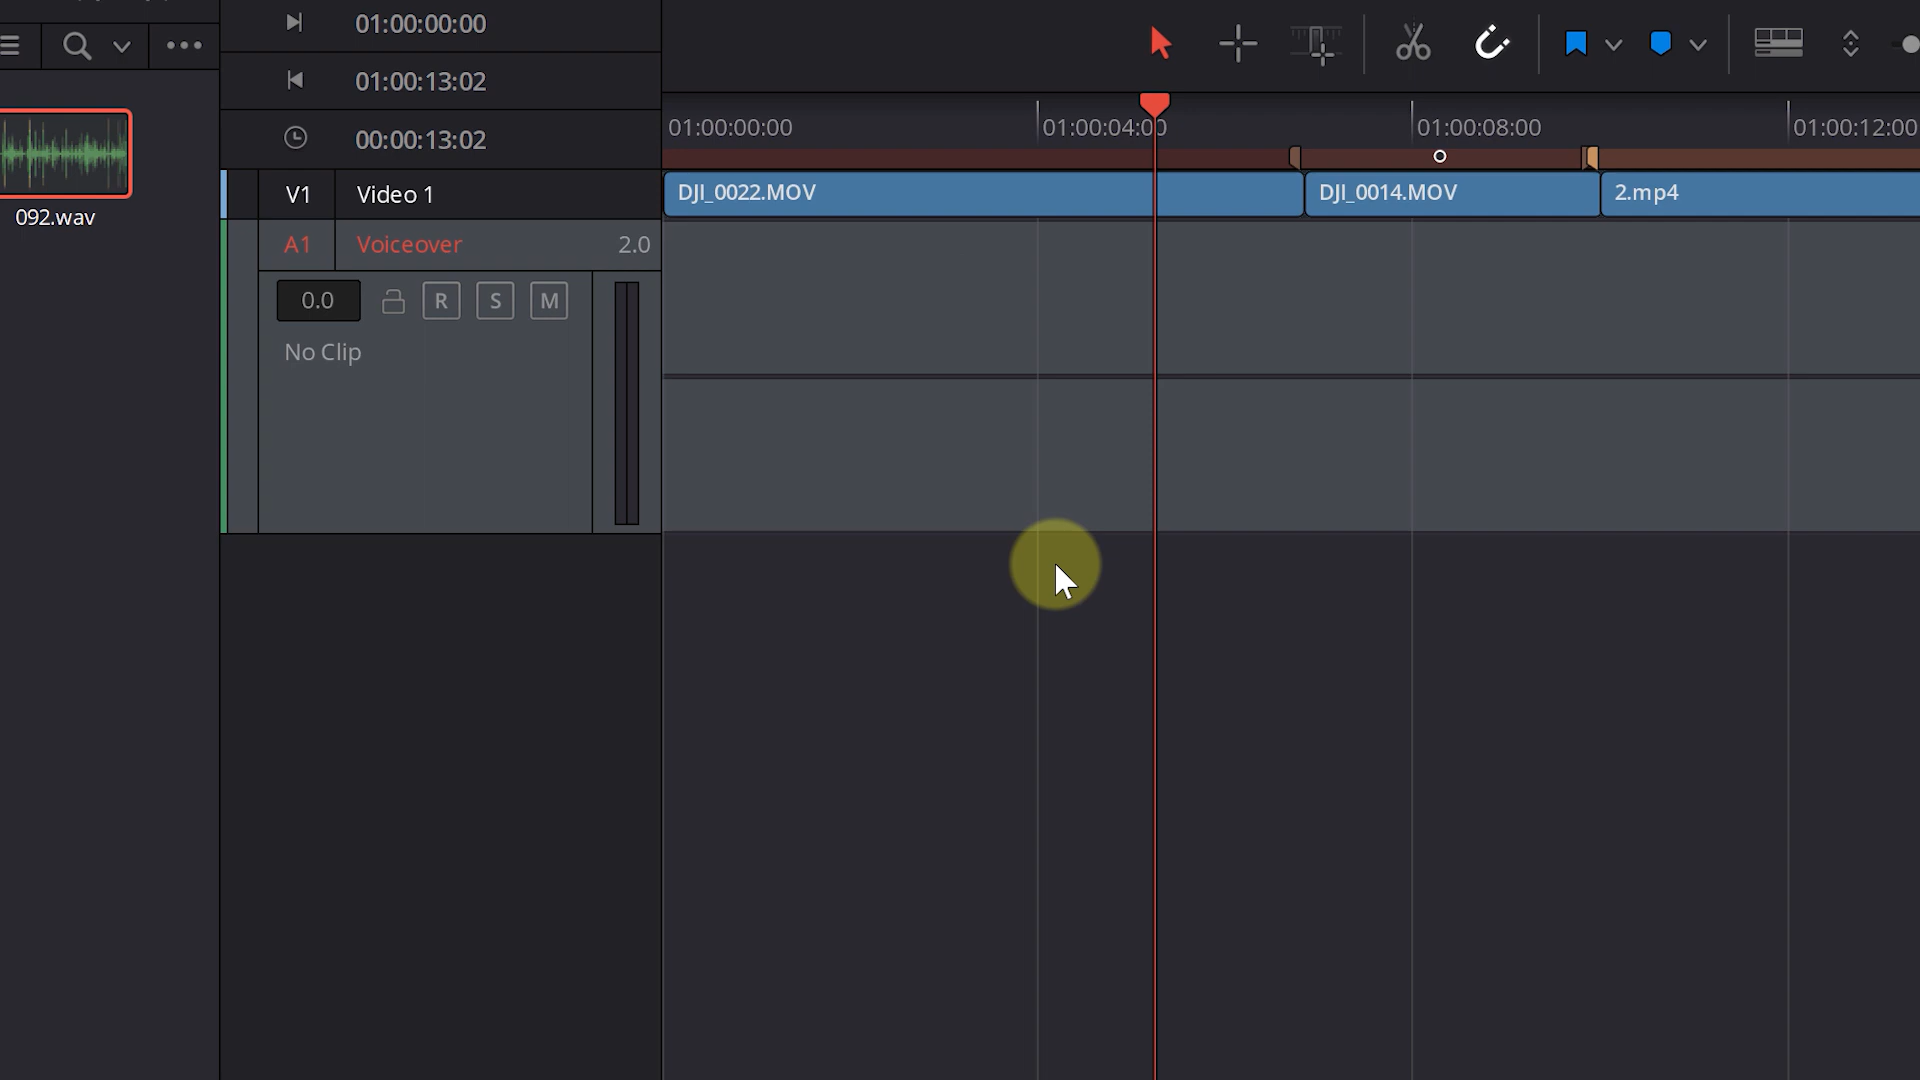 01:00:00:00
01:00:13:02
00:00:13:02
01:00:00:00
01:00:04:00
01:00:08:00
01:00:12:00
V1
Video 1
DJI_0022.MOV
DJI_0014.MOV
2.mp4
092.wav
A1
Voiceover
2.0
0.0
R
S
M
No Clip